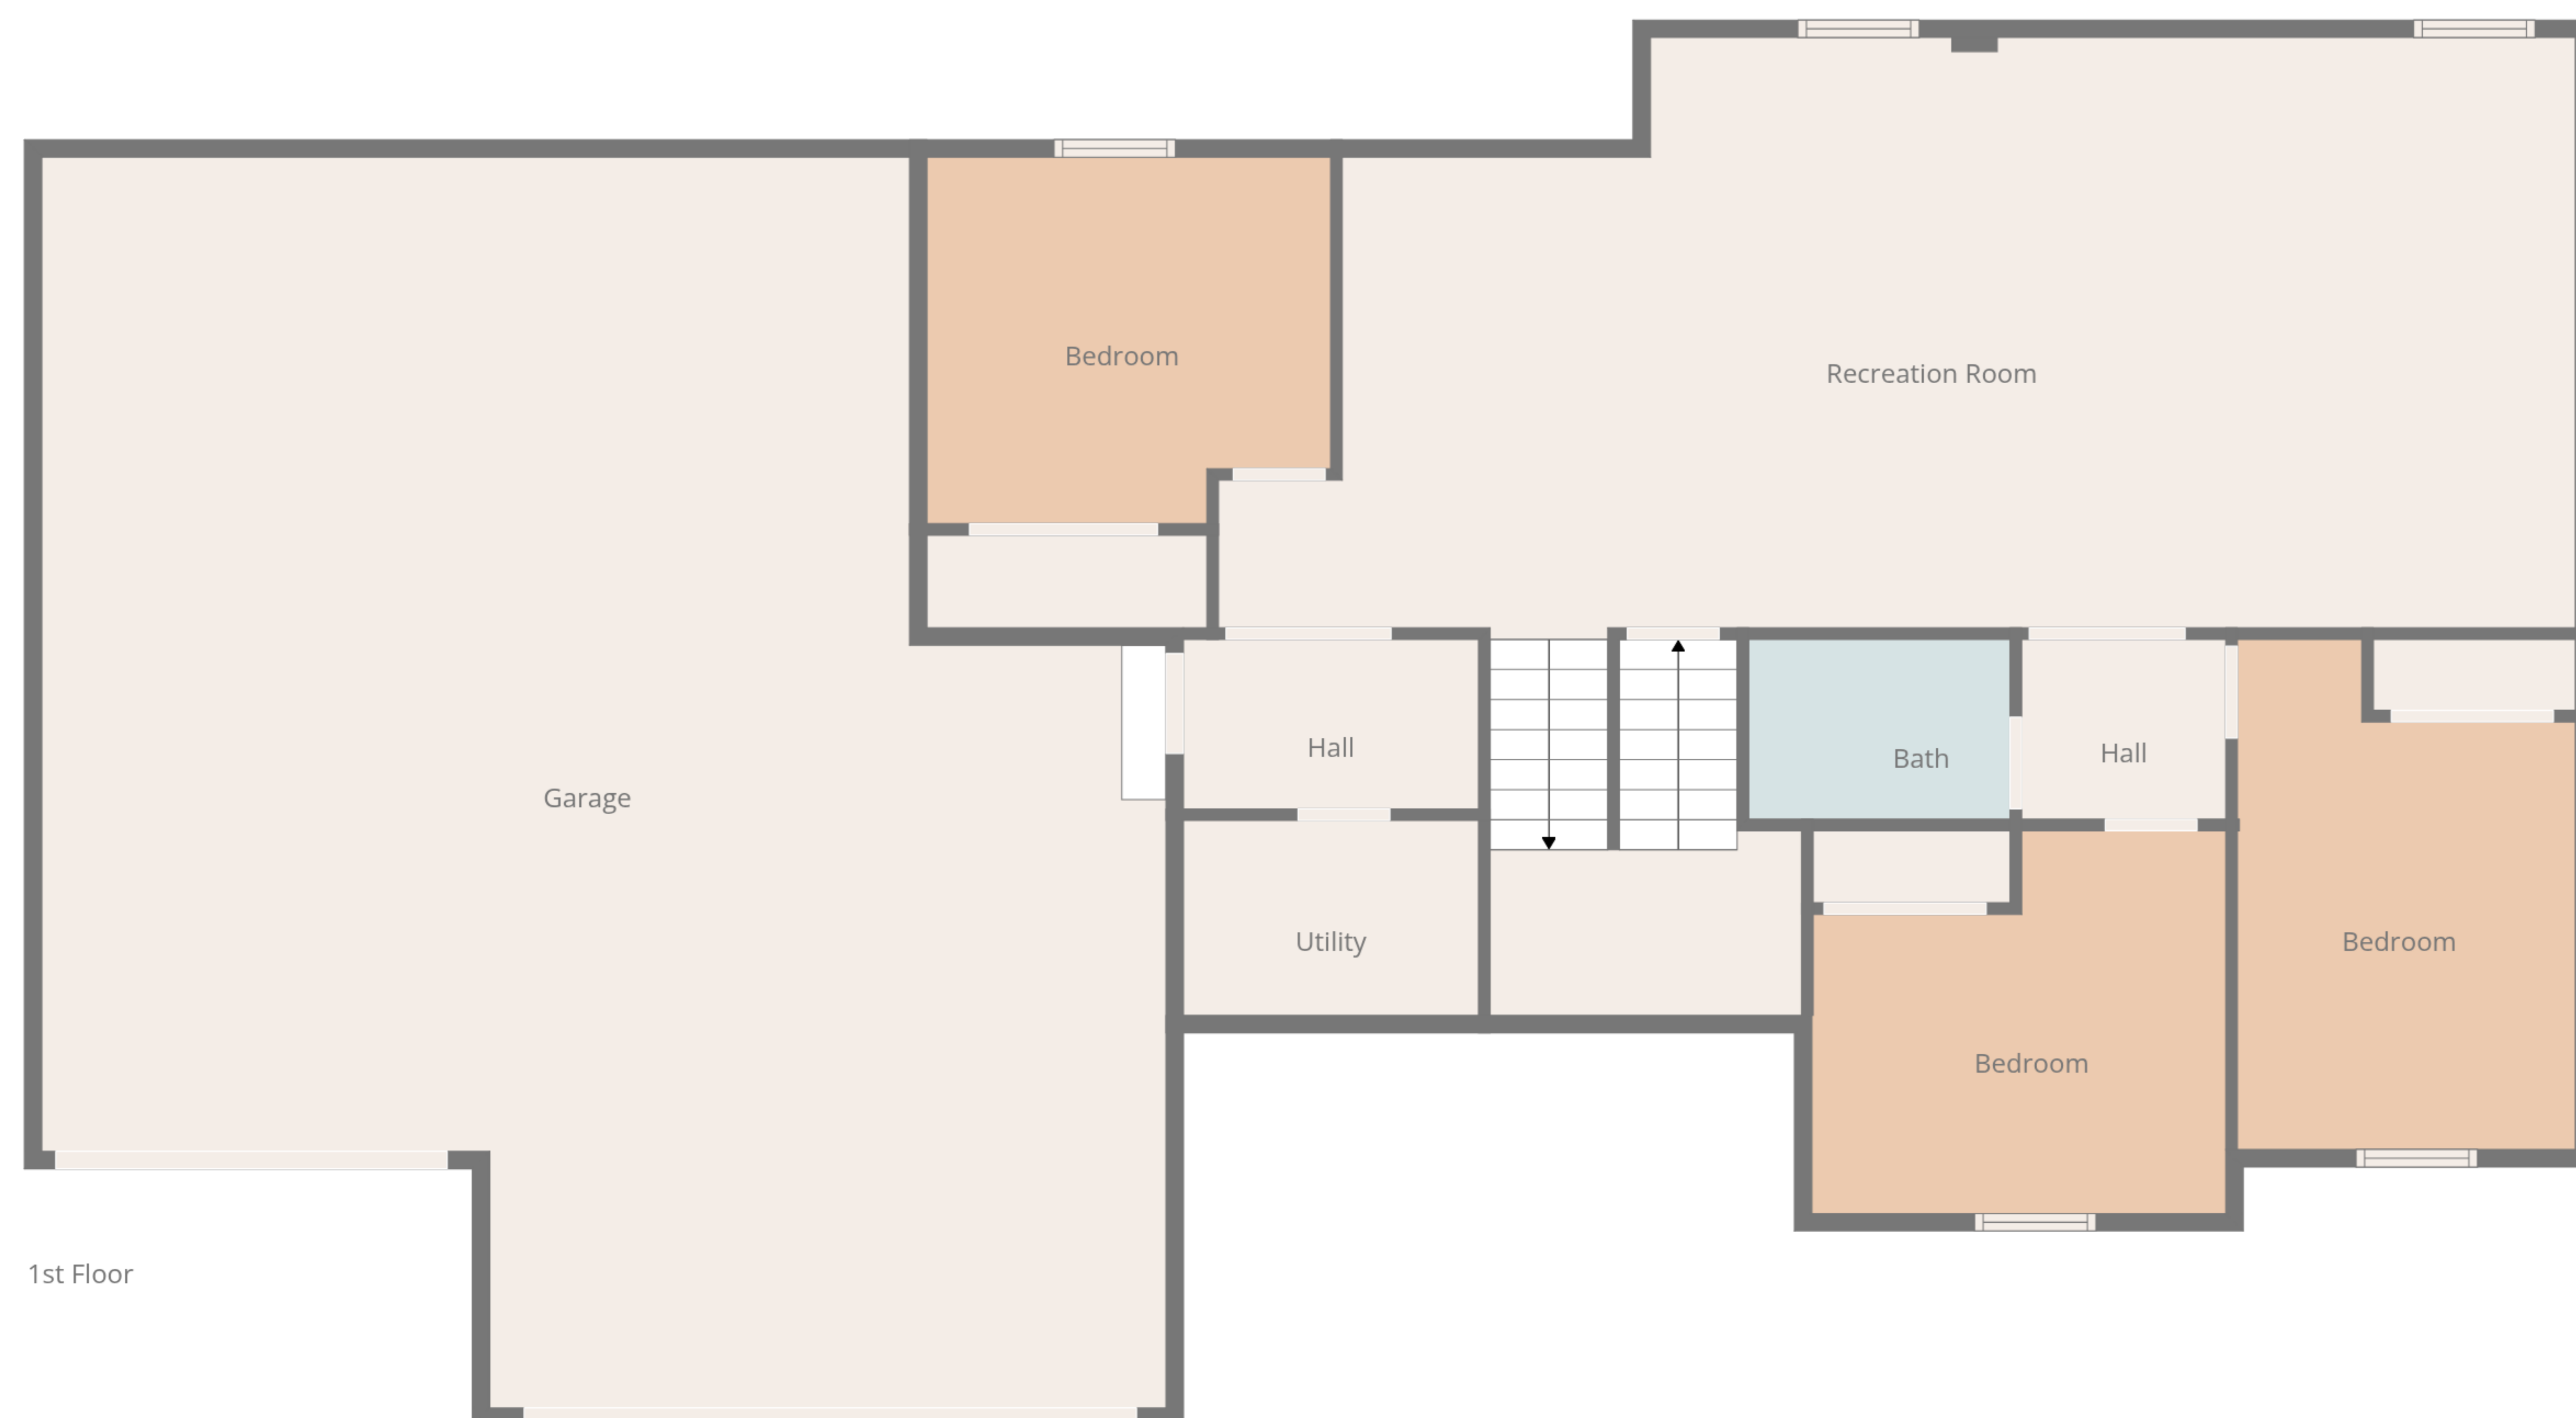 Bedroom
Recreation Room
Garage
Hall
Bath
Hall
Utility
Bedroom
Bedroom
1st Floor